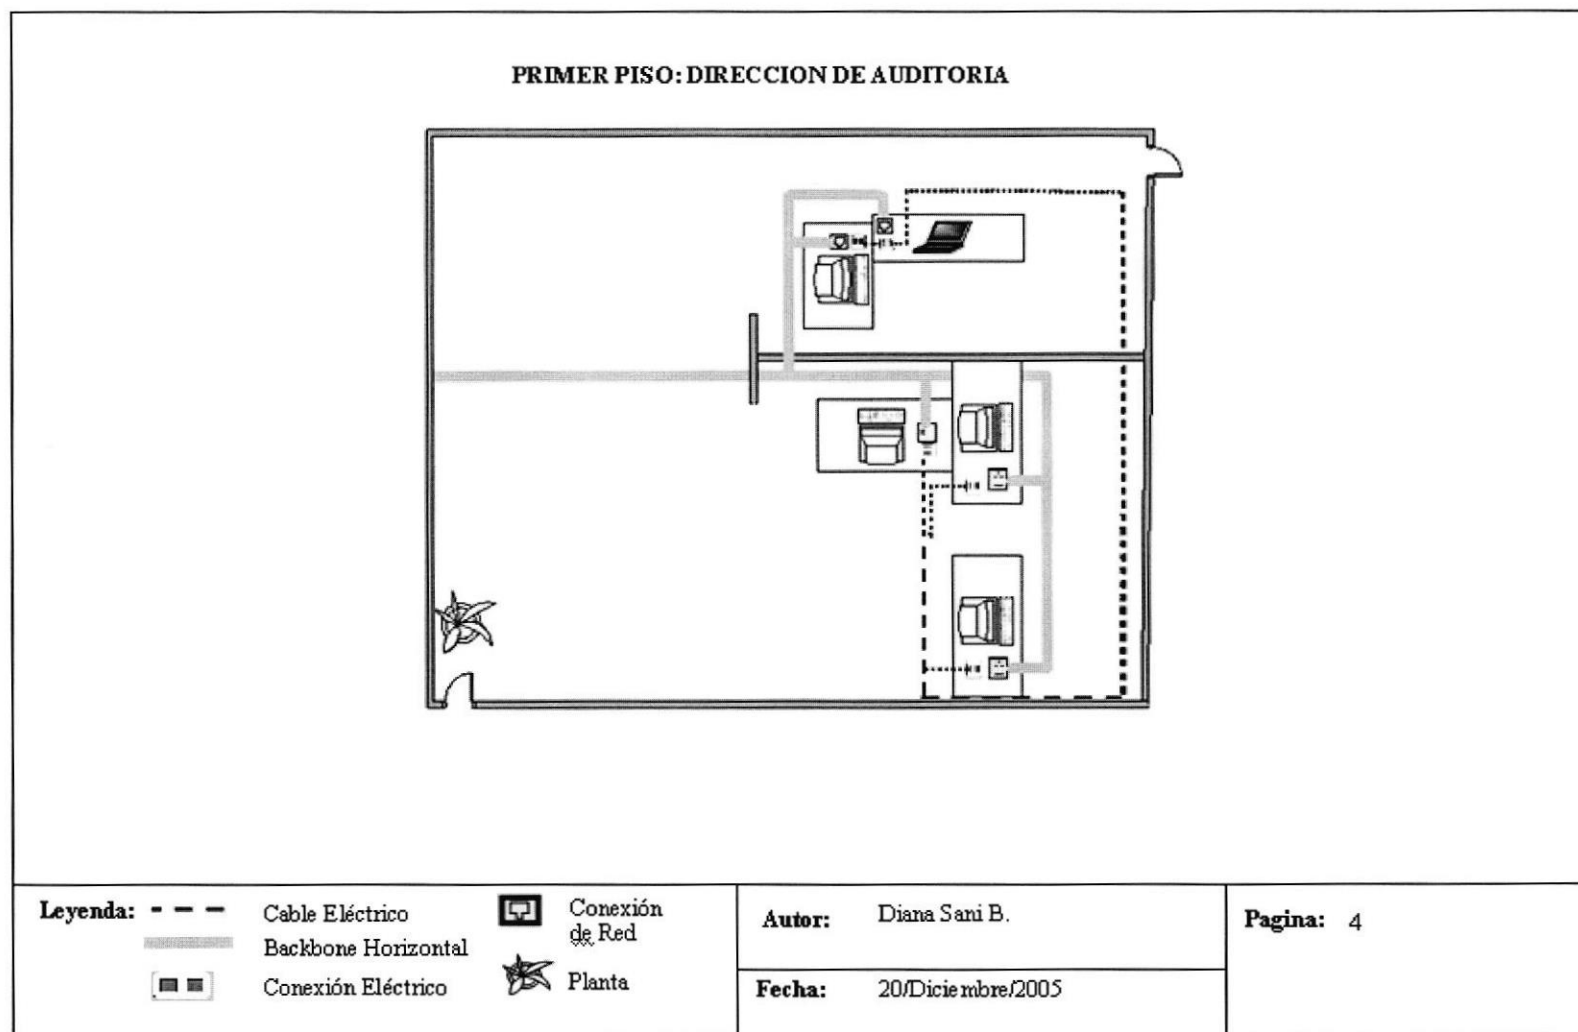 PRIMER PISO: DIRECCION DE AUDITORIA
Leyenda:
Cable Eléctrico
Backbone Horizontal
Conexión Eléctrico
Conexión
de Red
Planta
Autor: Diana Sani B.
Fecha: 20/Diciembre/2005
Pagina: 4